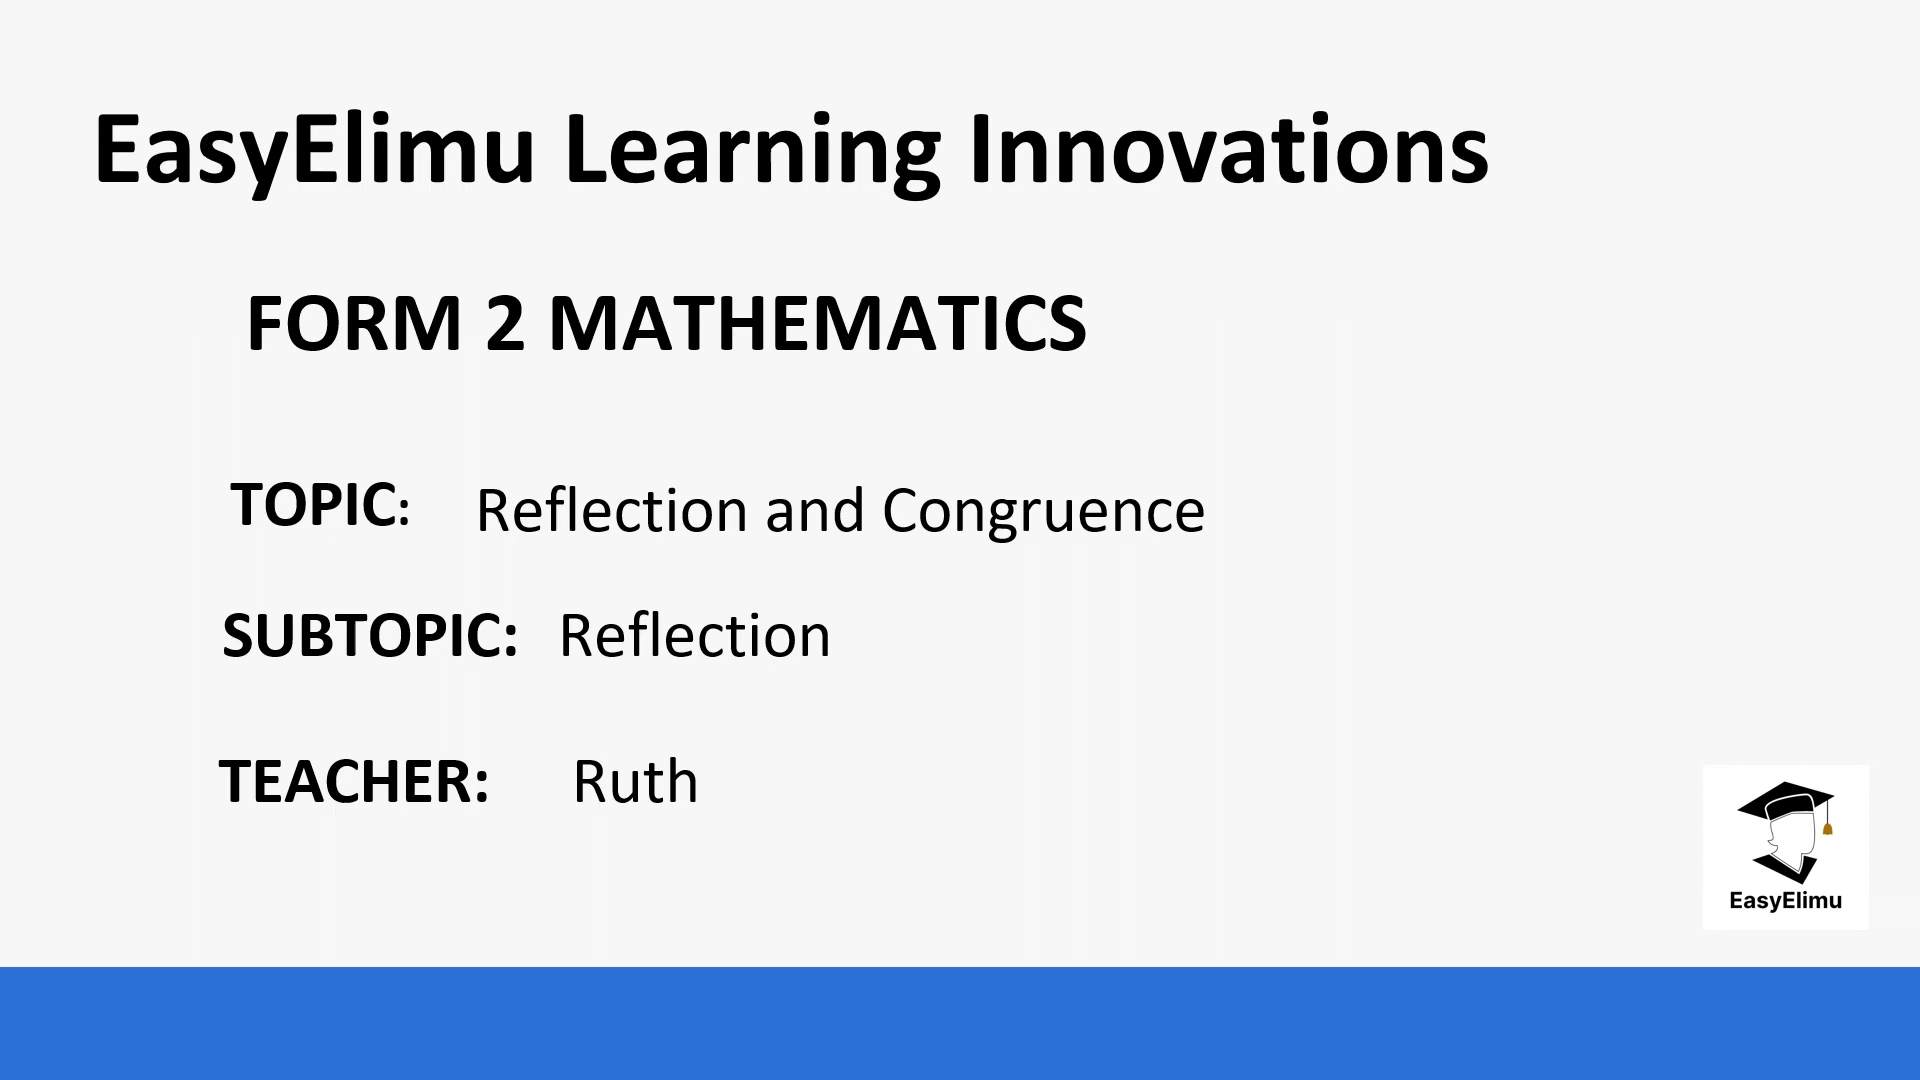 EasyElimu Learning Innovations
FORM 2 MATHEMATICS
TOPIC: Reflection and Congruence
SUBTOPIC: Reflection
TEACHER: Ruth
EasyElimu